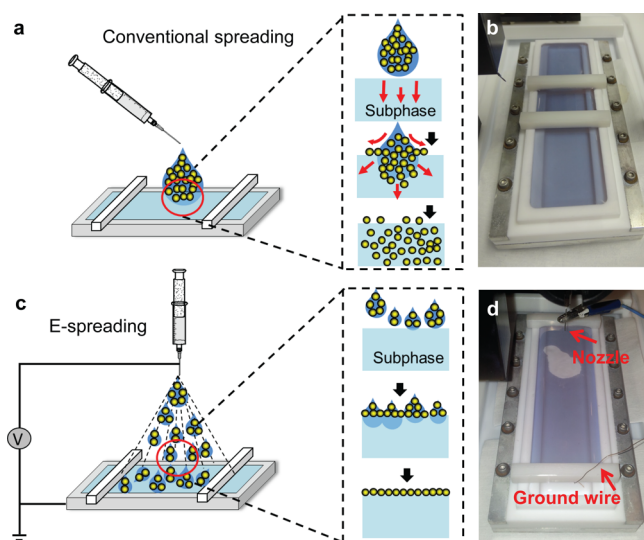 a
Conventional spreading
Subphase
b
c
E-spreading
V
Subphase
d
Nozzle
Ground wire